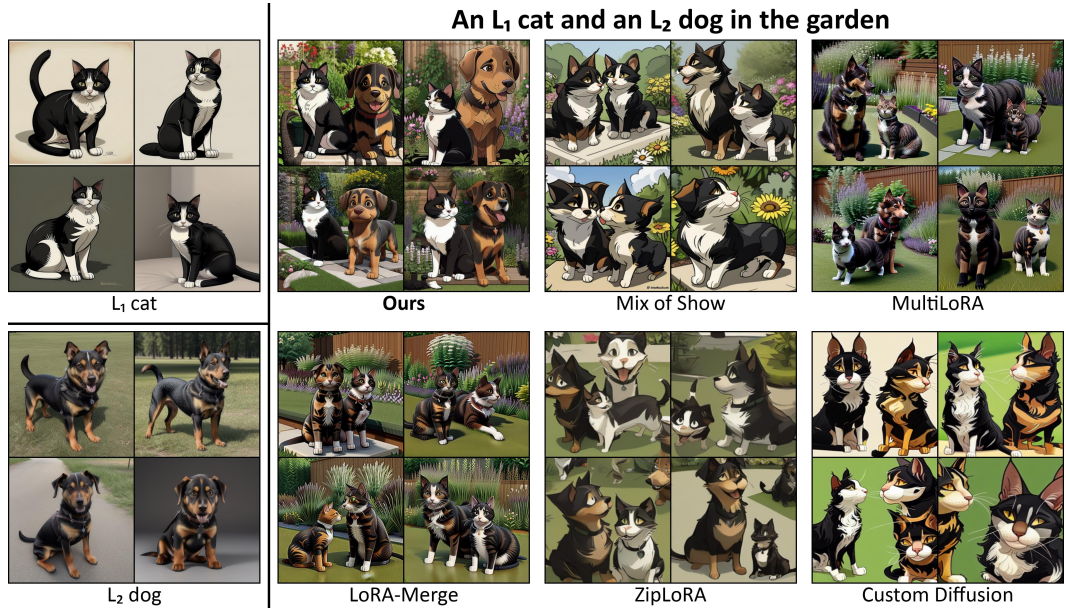 An L₁ cat and an L₂ dog in the garden
L₁ cat
Ours
Mix of Show
MultiLoRA
L₂ dog
LoRA-Merge
ZipLoRA
Custom Diffusion